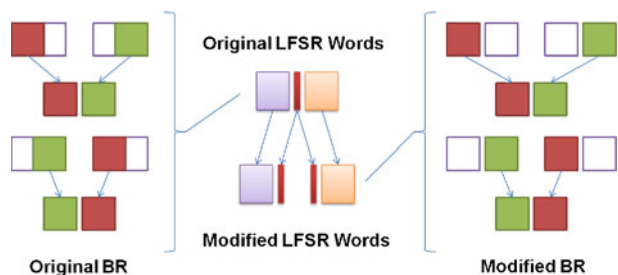 Original LFSR Words
Modified LFSR Words
Original BR
Modified BR